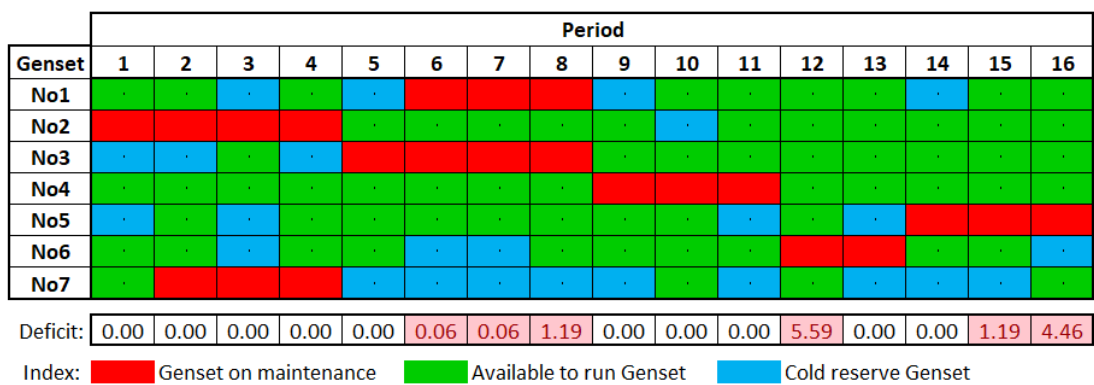 Period
Genset 1 2 3 4 5 6 7 8 9 10 11 12 13 14 15 16
No1
No2
No3
No4
No5
No6
No7
Deficit: 0.00 0.00 0.00 0.00 0.00 0.06 0.06 1.19 0.00 0.00 0.00 5.59 0.00 0.00 1.19 4.46
Index: Genset on maintenance Available to run Genset Cold reserve Genset